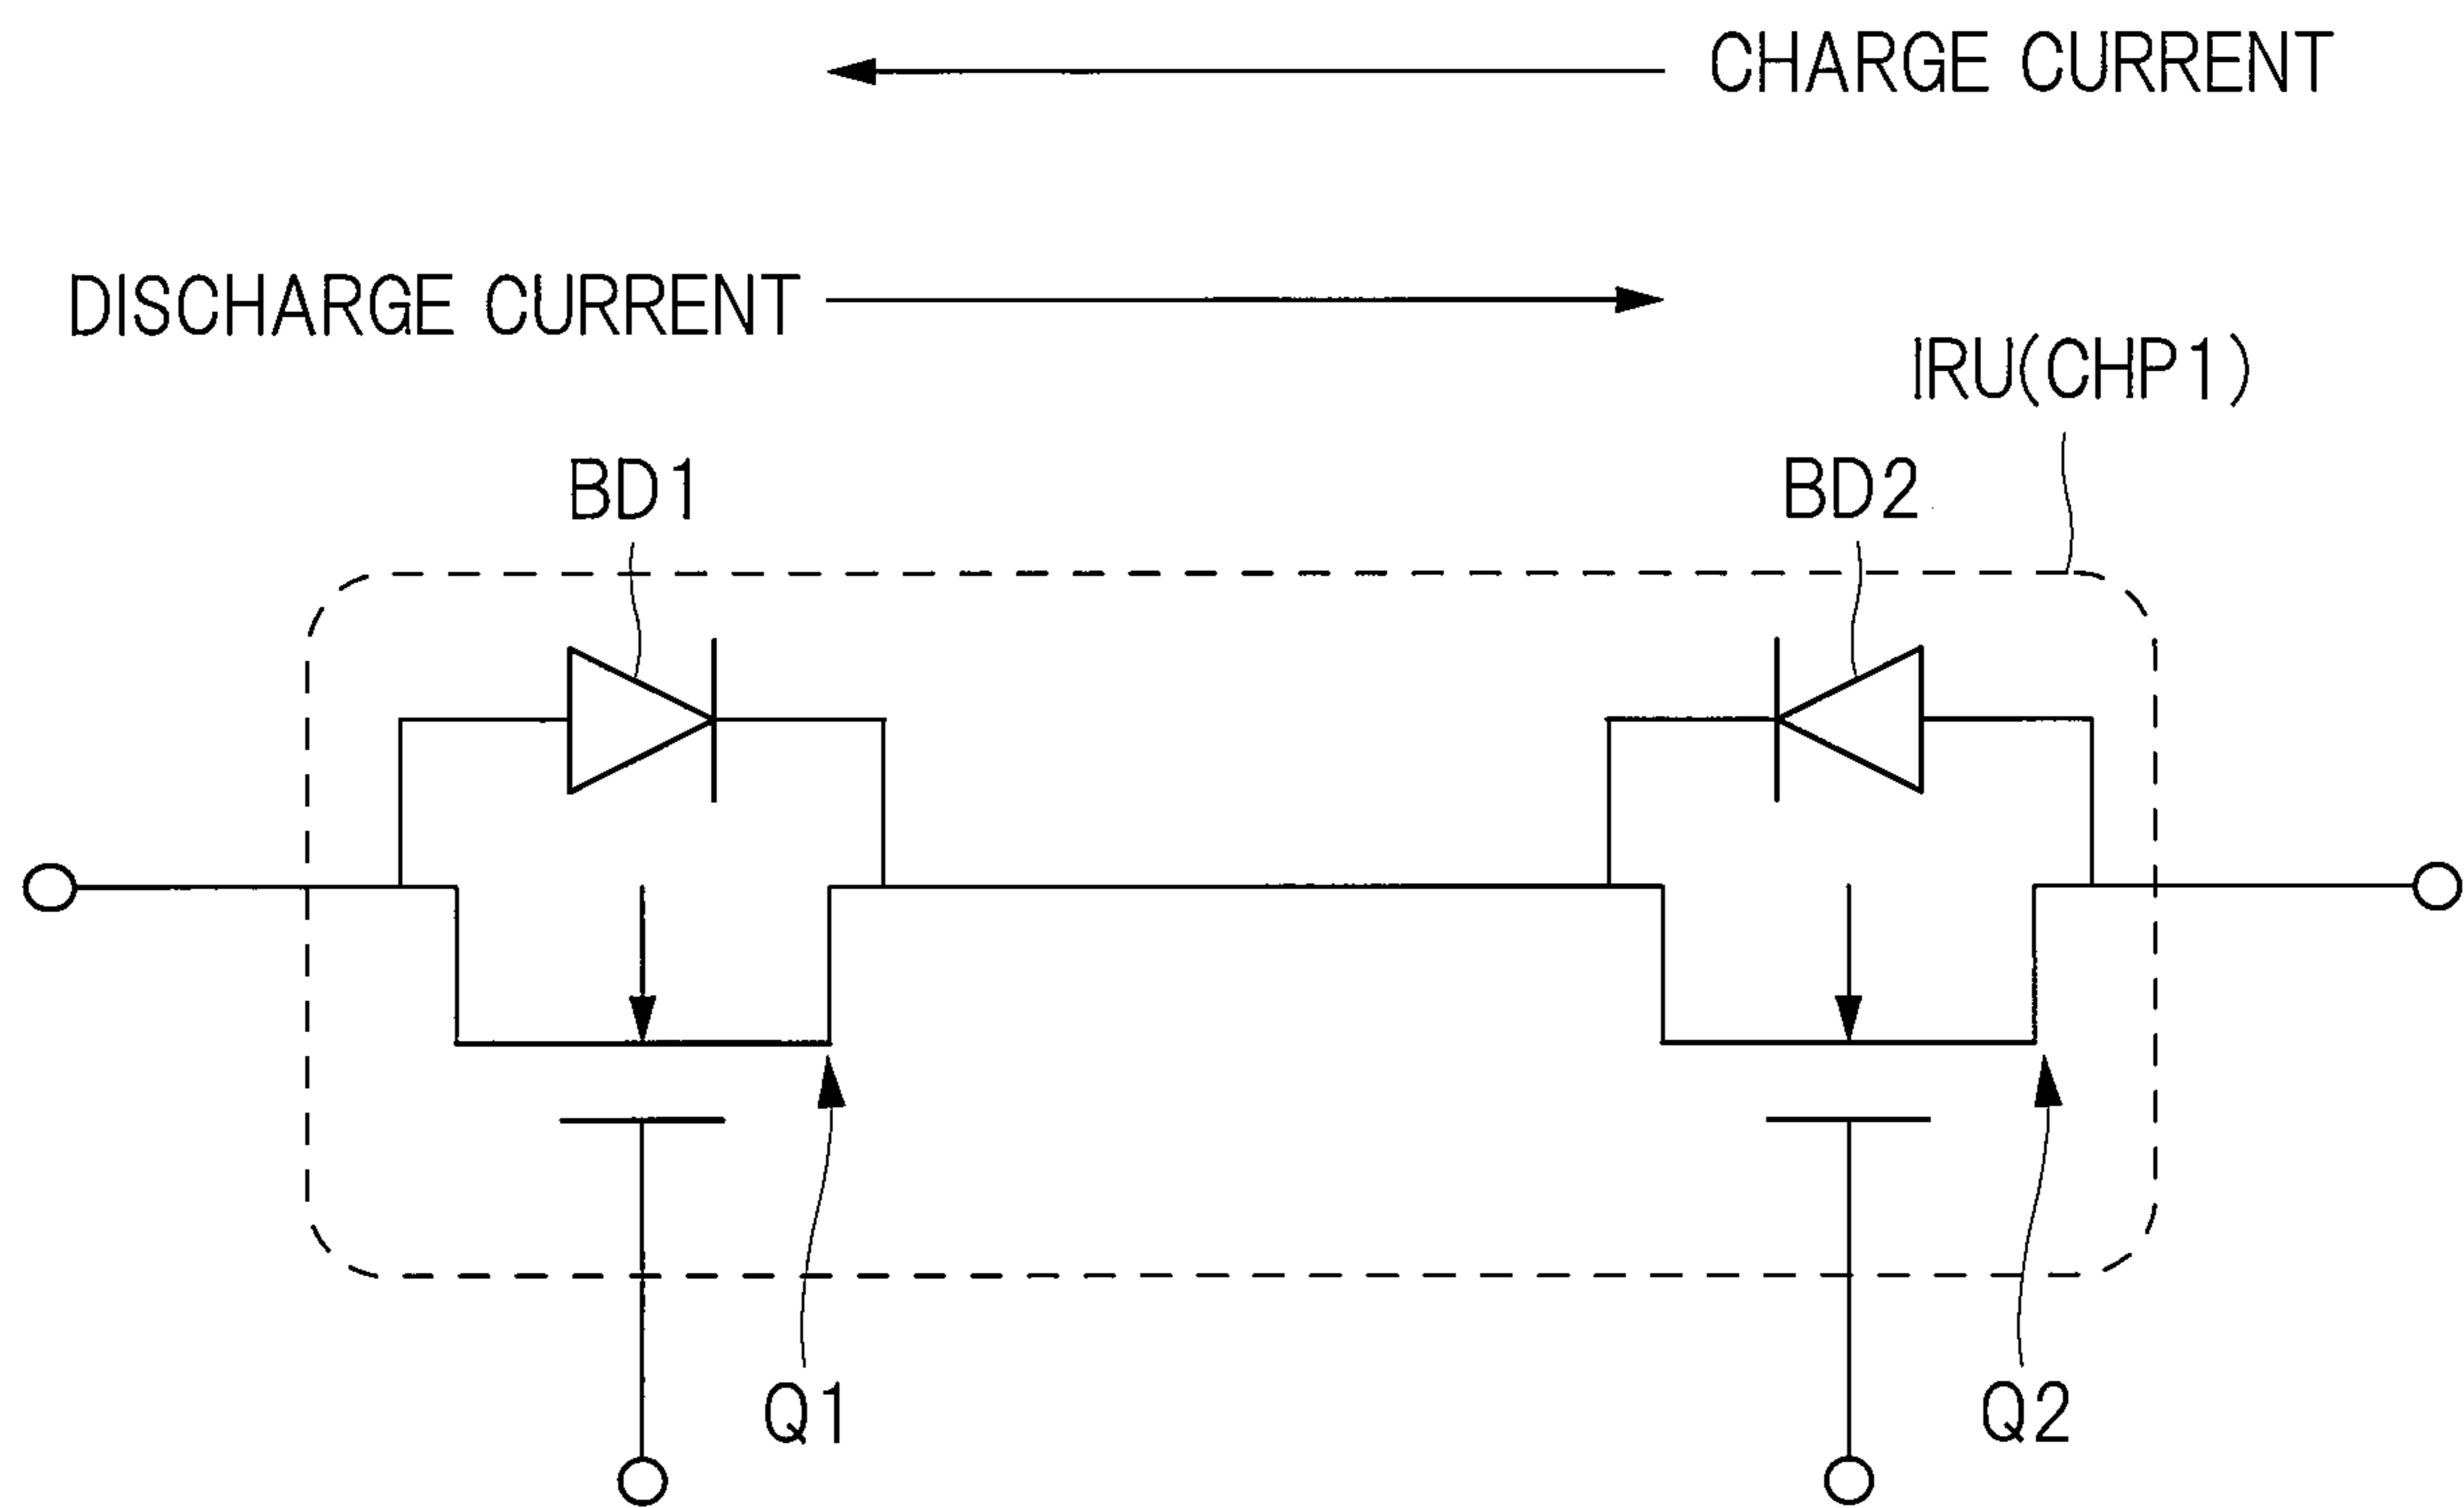 CHARGE CURRENT
DISCHARGE CURRENT
IRU(CHP1)
BD1
BD2
Q1
Q2